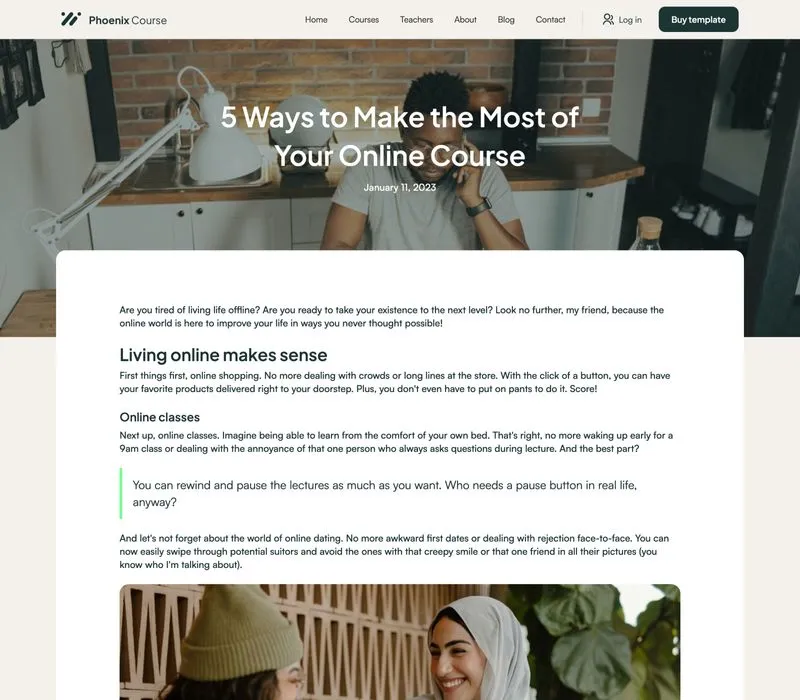 Phoenix Course
Home
Courses
Teachers
About
Blog
Contact
Log in
Buy template
5 Ways to Make the Most of
Your Online Course
January 11, 2023
Are you tired of living life offline? Are you ready to take your existence to the next level? Look no further, my friend, because the
online world is here to improve your life in ways you never thought possible!
Living online makes sense
First things first, online shopping. No more dealing with crowds or long lines at the store. With the click of a button, you can have
your favorite products delivered right to your doorstep. Plus, you don't even have to put on pants to do it. Score!
Online classes
Next up, online classes. Imagine being able to learn from the comfort of your own bed. That's right, no more waking up early for a
9am class or dealing with the annoyance of that one person who always asks questions during lecture. And the best part?
You can rewind and pause the lectures as much as you want. Who needs a pause button in real life,
anyway?
And let's not forget about the world of online dating. No more awkward first dates or dealing with rejection face-to-face. You can
now easily swipe through potential suitors and avoid the ones with that creepy smile or that one friend in all their pictures (you
know who I'm talking about).